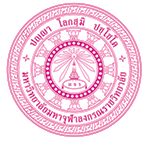 ปญฺญา โลกสฺมิ ปชฺโชโต
มหาวิทยาลัยมหาจุฬาลงกรณราชวิทยาลัย